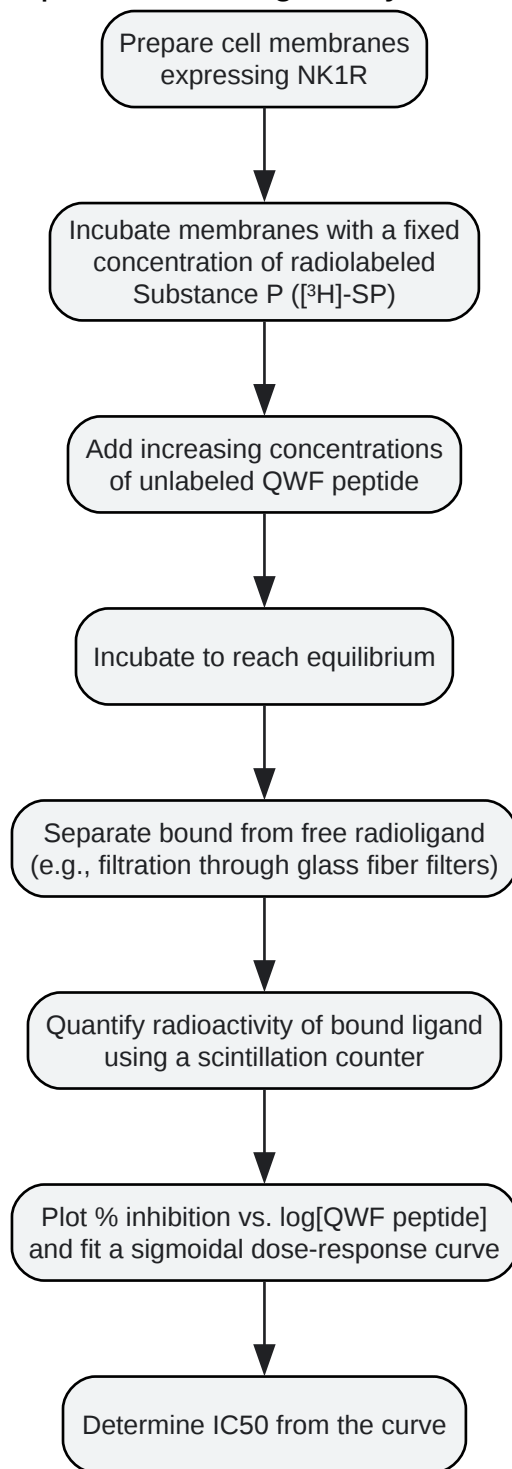 Prepare cell membranes
expressing NK1R
Incubate membranes with a fixed
concentration of radiolabeled
Substance P ([³H]-SP)
Add increasing concentrations
of unlabeled QWF peptide
Incubate to reach equilibrium
Separate bound from free radioligand
(e.g., filtration through glass fiber filters)
Quantify radioactivity of bound ligand
using a scintillation counter
Plot % inhibition vs. log[QWF peptide]
and fit a sigmoidal dose-response curve
Determine IC50 from the curve